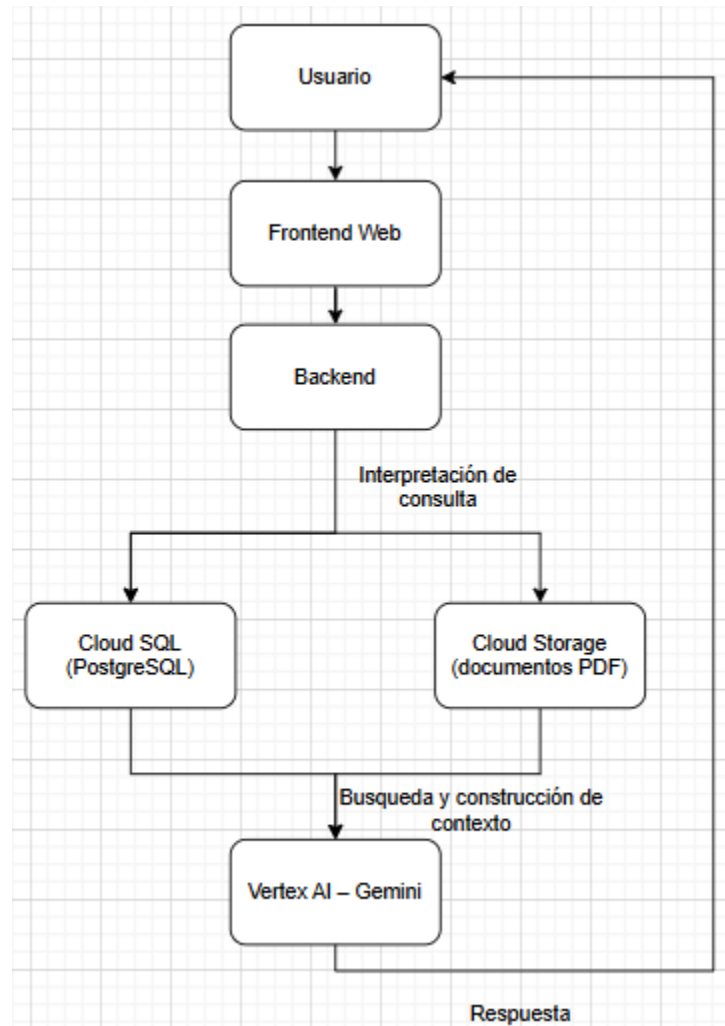 Usuario
Frontend Web
Backend
Interpretación de
consulta
Cloud SQL
(PostgreSQL)
Cloud Storage
(documentos PDF)
Busqueda y construcción de
contexto
Vertex AI – Gemini
Respuesta